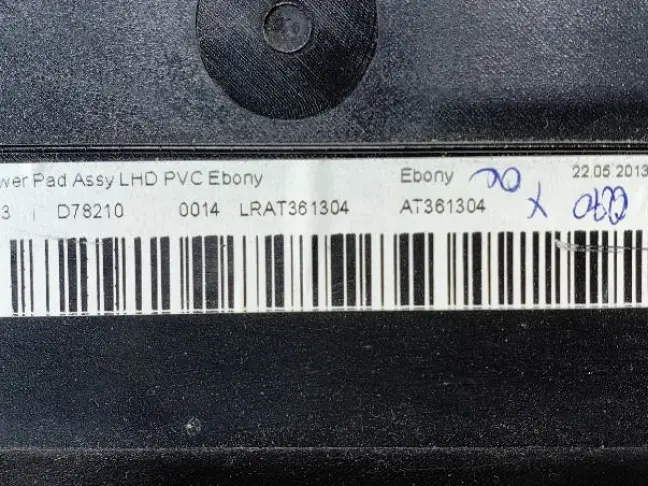 wer Pad Assy LHD PVC Ebony Ebony 22.05 2013
3 D78210 0014 LRAT361304 AT361304 X